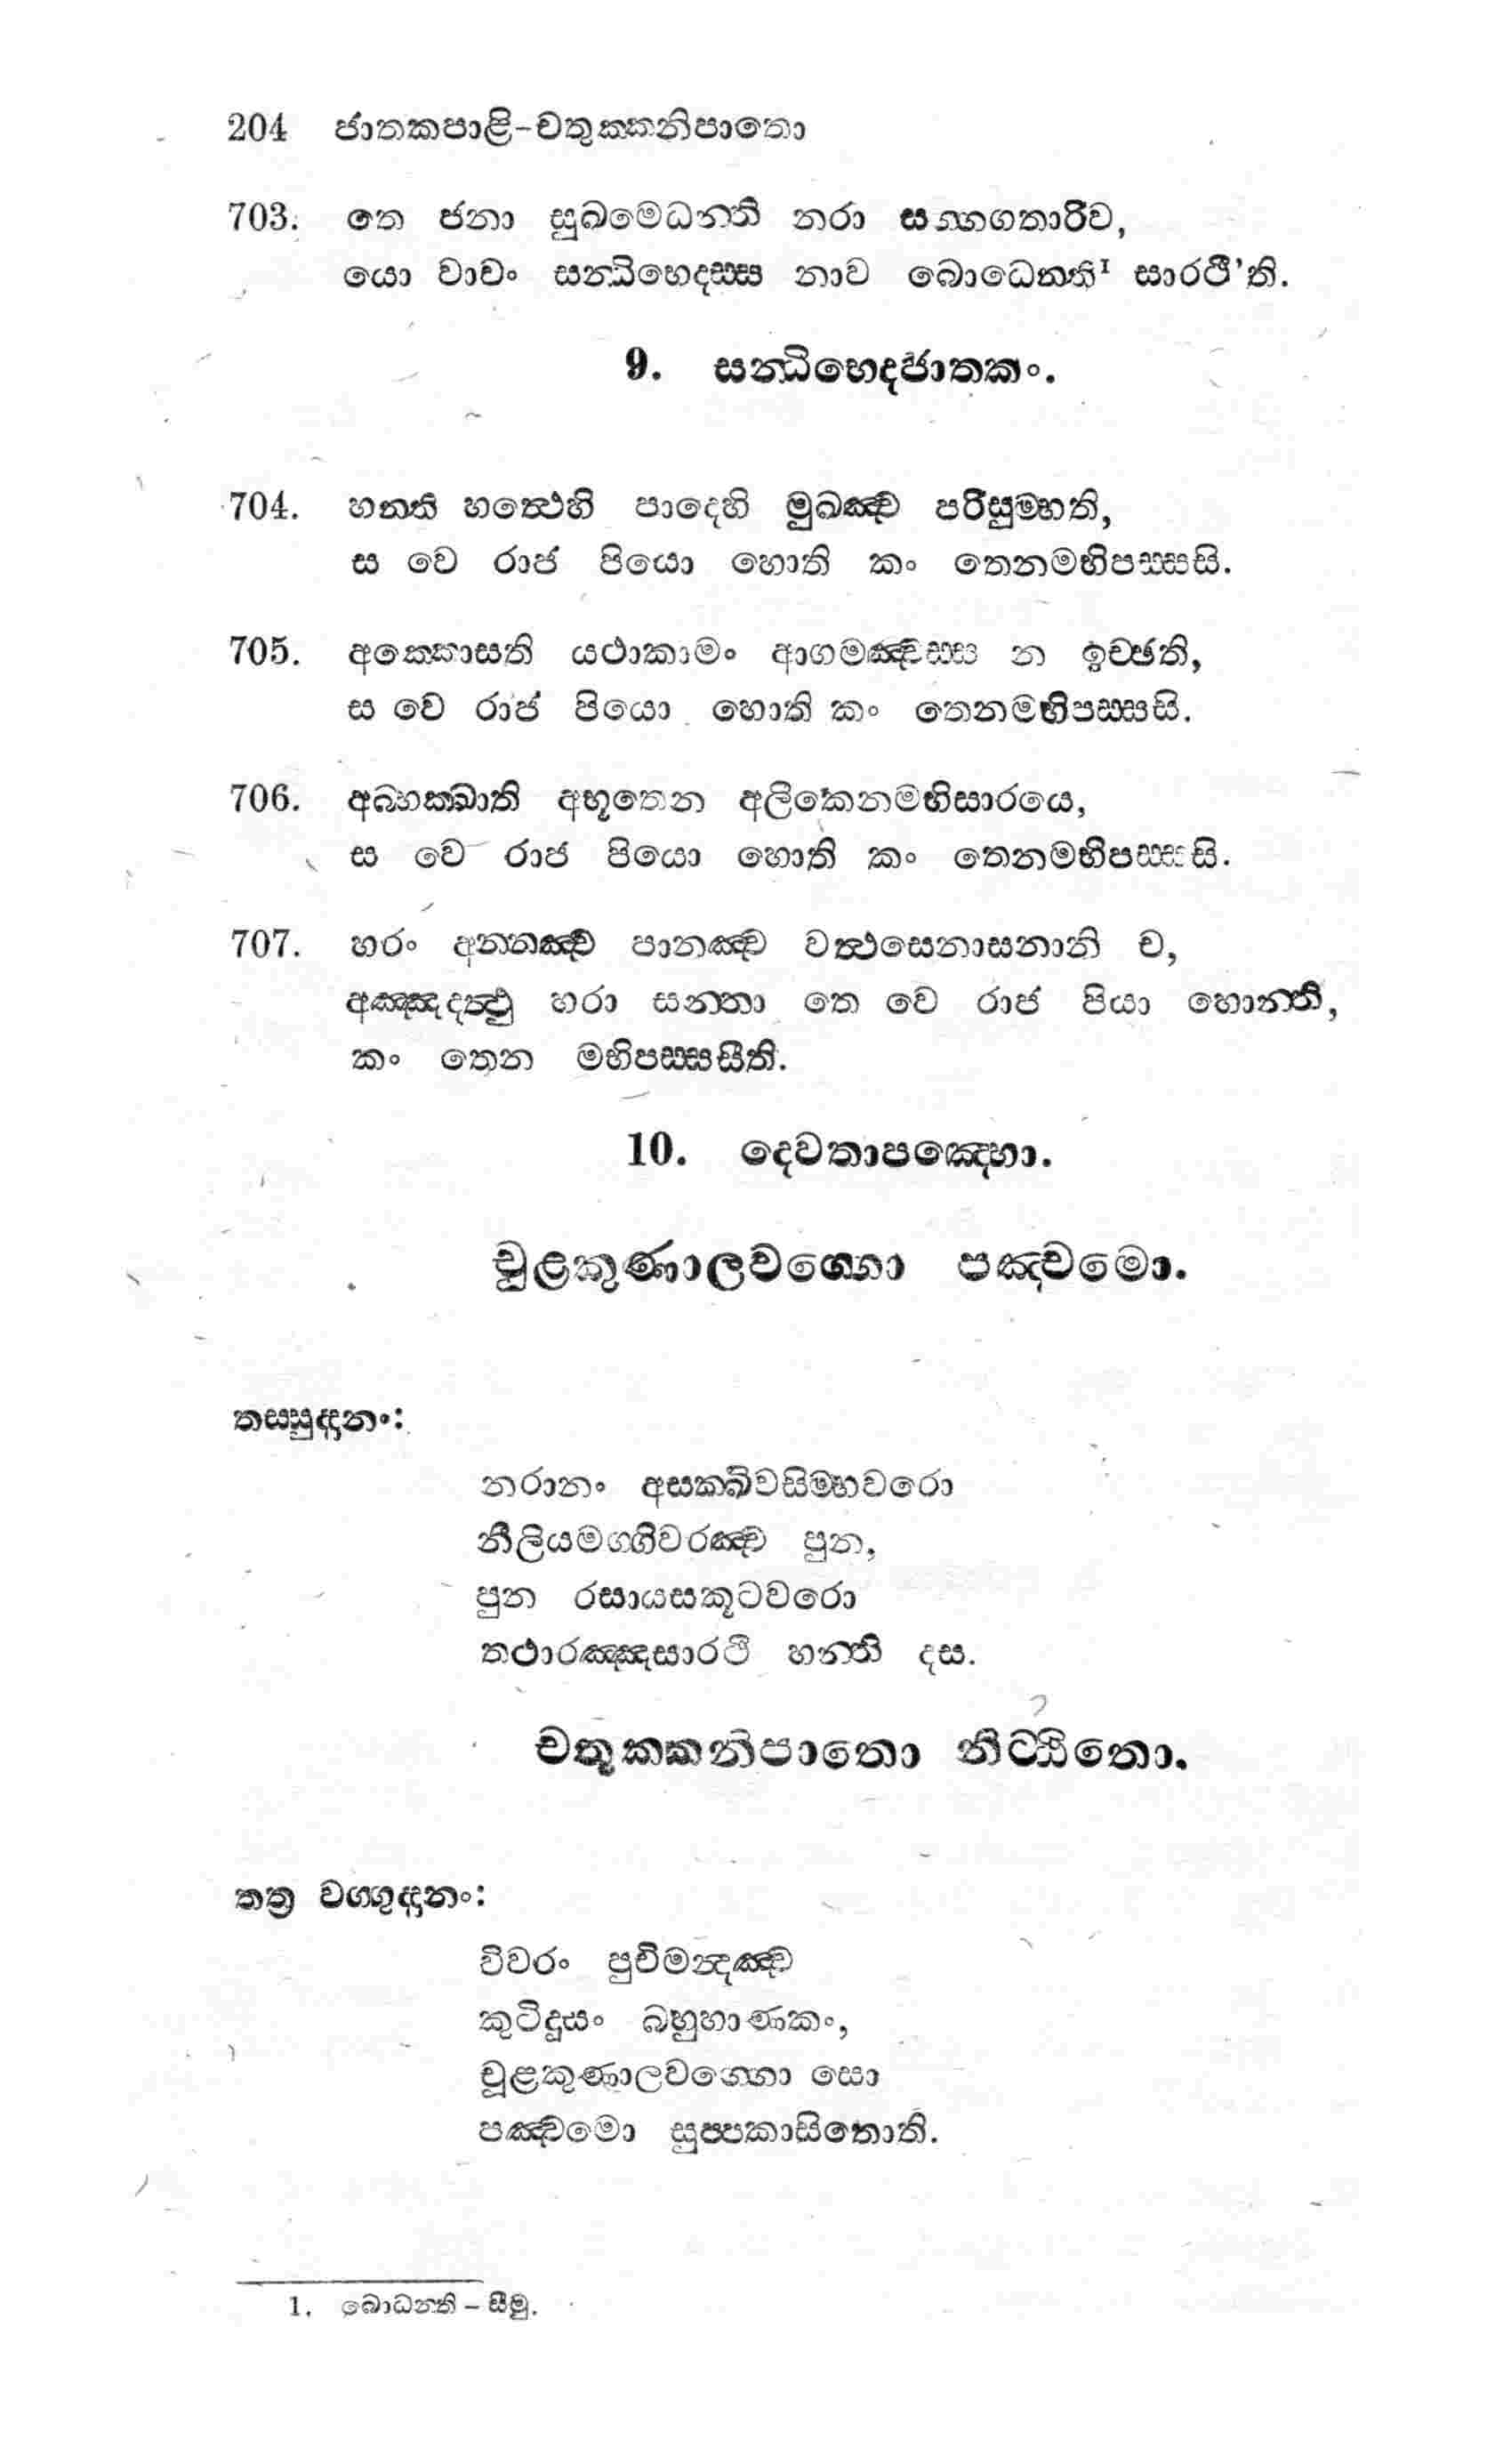 204 ජාතකපාළි-චතුක්කනිපාතො
703. තෙ ජනා සුඛමෙධන්ති නරා සග්ගගතාරිව,
යො වාචං සන්ධිභෙදස්ස නාව බොධෙන්ති¹ සාරථී’ති.
9. සන්ධිභෙදජාතකං.
704. හන්ති හත්ථෙහි පාදෙහි මුඛඤ්ච පරිසුම්භති,
ස වෙ රාජ පියො හොති කං තෙනමභිපස්සසි.
705. අක්කොසති යථාකාමං ආගමඤ්චස්ස න ඉච්ඡති,
ස වෙ රාජ පියො හොති කං තෙනමභිපස්සසි.
706. අබ්භක්ඛාති අභූතෙන අලිකෙනමභිසාරයෙ,
ස වෙ රාජ පියො හොති කං තෙනමභිපස්සසි.
707. හරං අන්නඤ්ච පානඤ්ච වත්ථසෙනාසනානි ච,
අඤ්ඤදත්ථු හරා සන්තා තෙ වෙ රාජ පියා හොන්ති,
කං තෙන මභිපස්සසීති.
10. දෙවතාපඤ්හො.
චූළකුණාලවග්ගො පඤ්චමො.
තස්සුද්දානං:
නරානං අසක්ඛිවසිම්භවරො
නීලියමග්ගිවරඤ්ච පුන,
පුන රසායසකූටවරො
තථාරඤ්ඤසාරථි හන්ති දස.
චතුක්කනිපාතො නිට්ඨිතො.
තත්‍ර වග්ගුද්දානං:
විවරං පුචිමන්දඤ්ච
කුටිදූසං බහුභාණකං,
චූළකුණාලවග්ගො සො
පඤ්චමො සුප්පකාසිතොති.
1. බොධන්ති – සීමු.